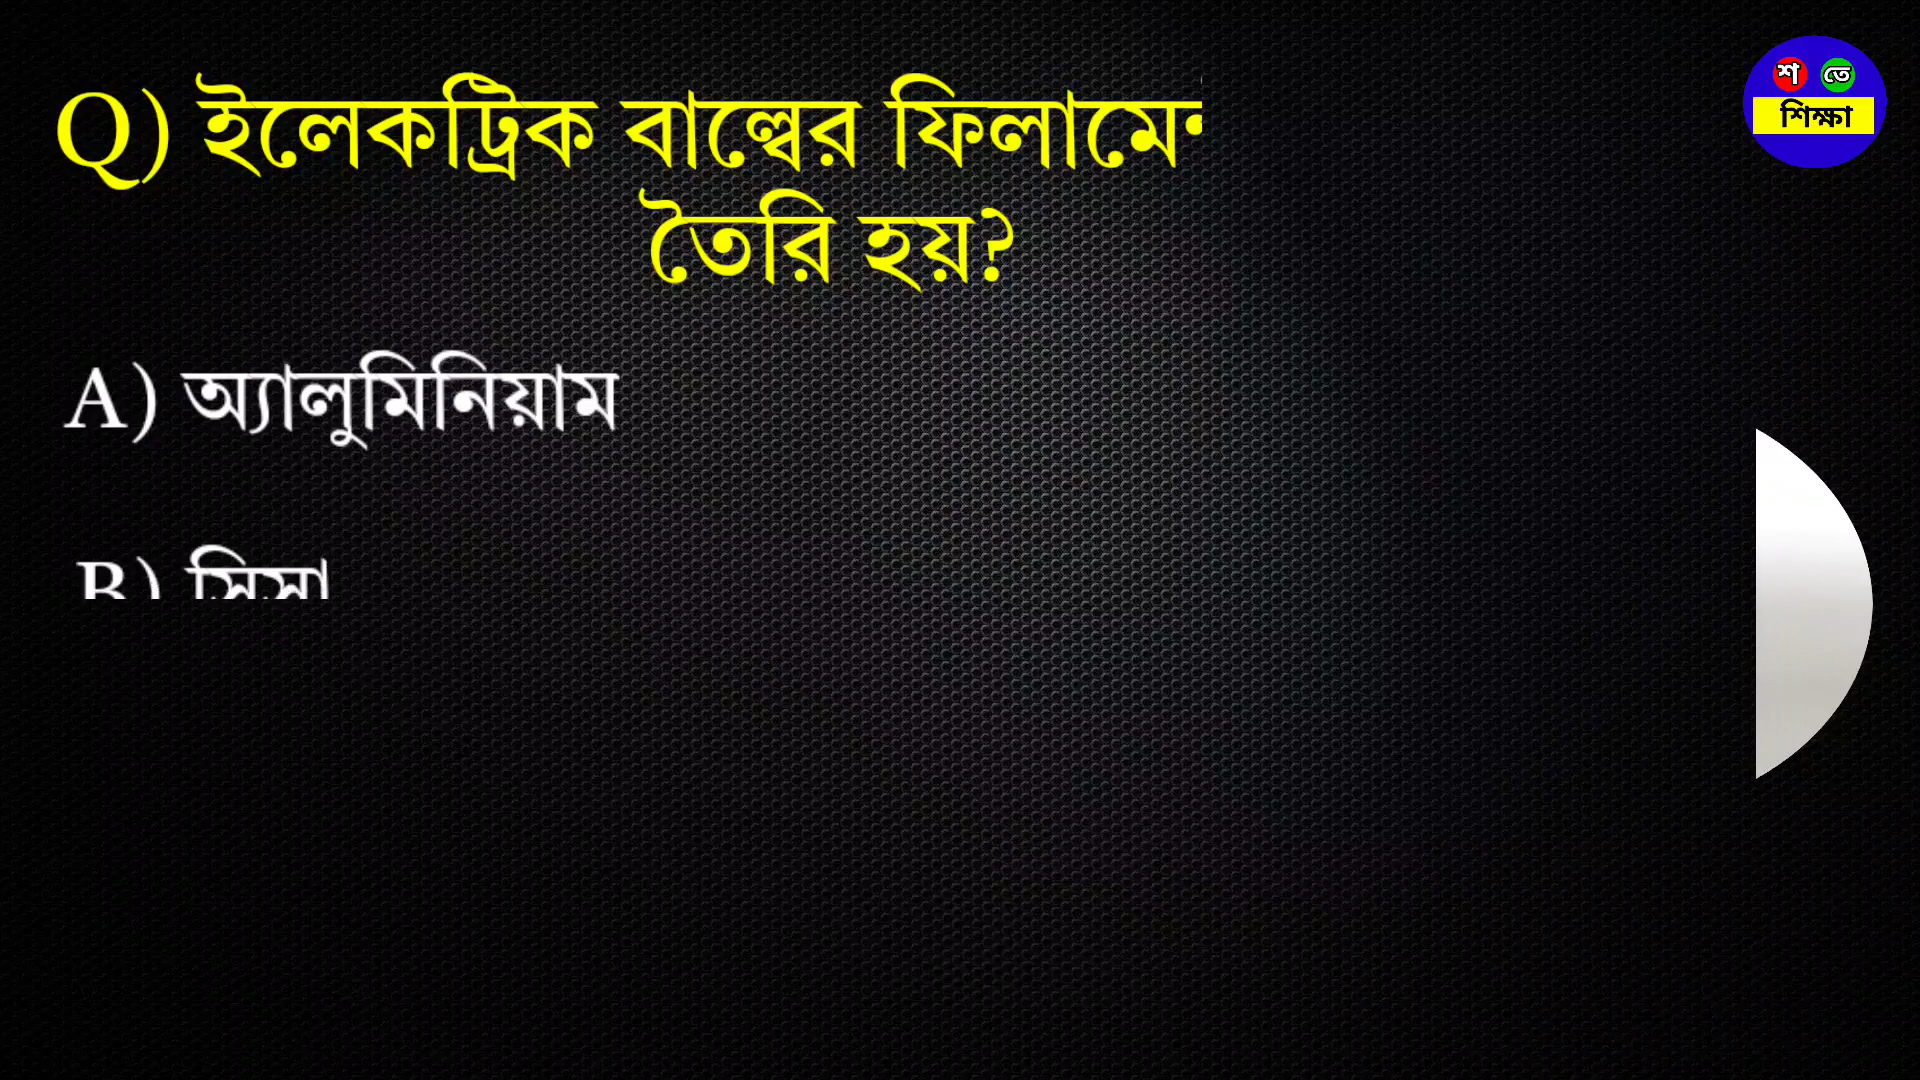 Q) ইলেকট্রিক বাল্বের
তৈরি হয়?
A) অ্যালুমিনিয়াম
B) সিসা
শ তে
শিক্ষা